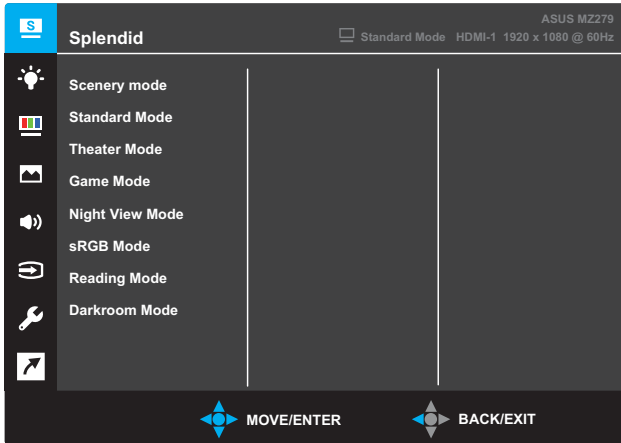 S
ASUS MZ279
Splendid
Standard Mode HDMI-1 1920 x 1080 @ 60Hz
Scenery mode
Standard Mode
Theater Mode
Game Mode
Night View Mode
sRGB Mode
Reading Mode
Darkroom Mode
MOVE/ENTER
BACK/EXIT